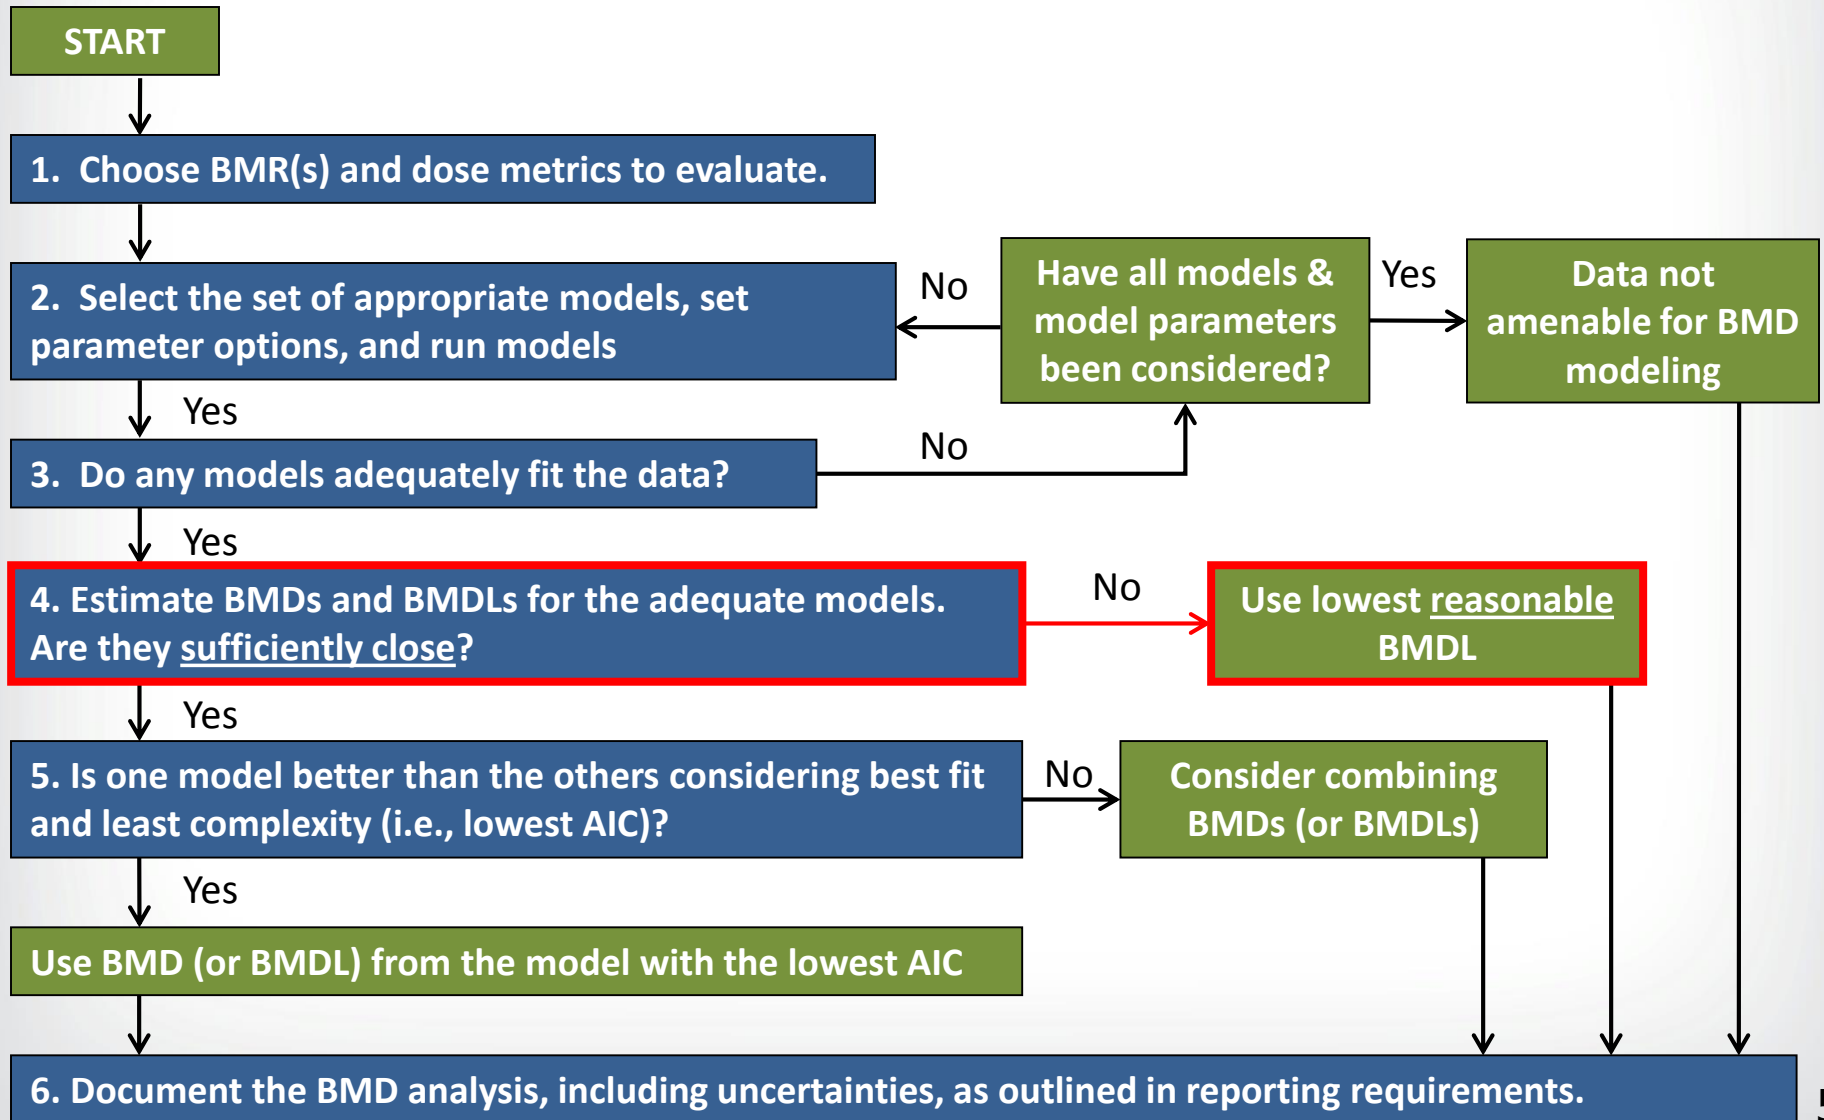 START
1. Choose BMR(s) and dose metrics to evaluate.
2. Select the set of appropriate models, set
parameter options, and run models
No
Have all models &
model parameters
been considered?
Yes
Data not
amenable for BMD
modeling
Yes
3. Do any models adequately fit the data?
No
Yes
4. Estimate BMDs and BMDLs for the adequate models.
Are they sufficiently close?
No
Use lowest reasonable
BMDL
Yes
5. Is one model better than the others considering best fit
and least complexity (i.e., lowest AIC)?
No
Consider combining
BMDs (or BMDLs)
Yes
Use BMD (or BMDL) from the model with the lowest AIC
6. Document the BMD analysis, including uncertainties, as outlined in reporting requirements.